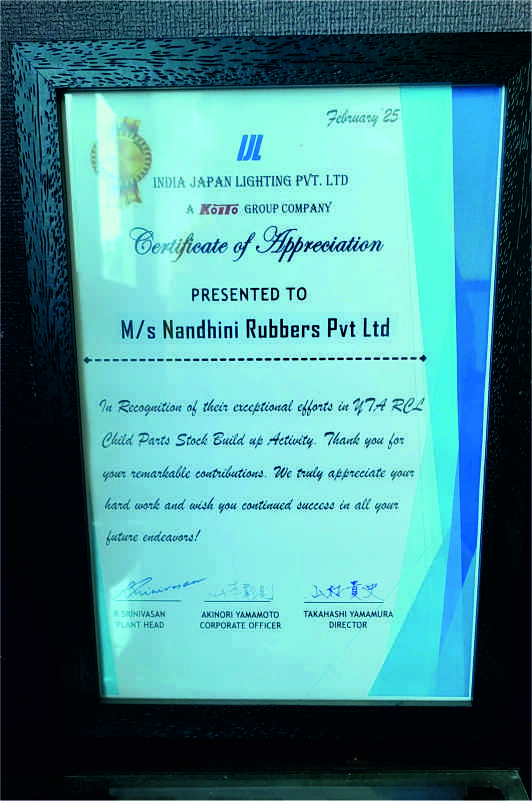 February'25
IJL
INDIA JAPAN LIGHTING PVT. LTD
A KOITO GROUP COMPANY
Certificate of Appreciation
PRESENTED TO
M/s Nandhini Rubbers Pvt Ltd
In Recognition of their exceptional efforts in YTA RCL
Child Parts Stock Build up Activity. Thank you for
your remarkable contributions. We truly appreciate your
hard work and wish you continued success in all your
future endeavors!
R SRINIVASAN AKINORI YAMAMOTO TAKAHASHI YAMAMURA
PLANT HEAD CORPORATE OFFICER DIRECTOR